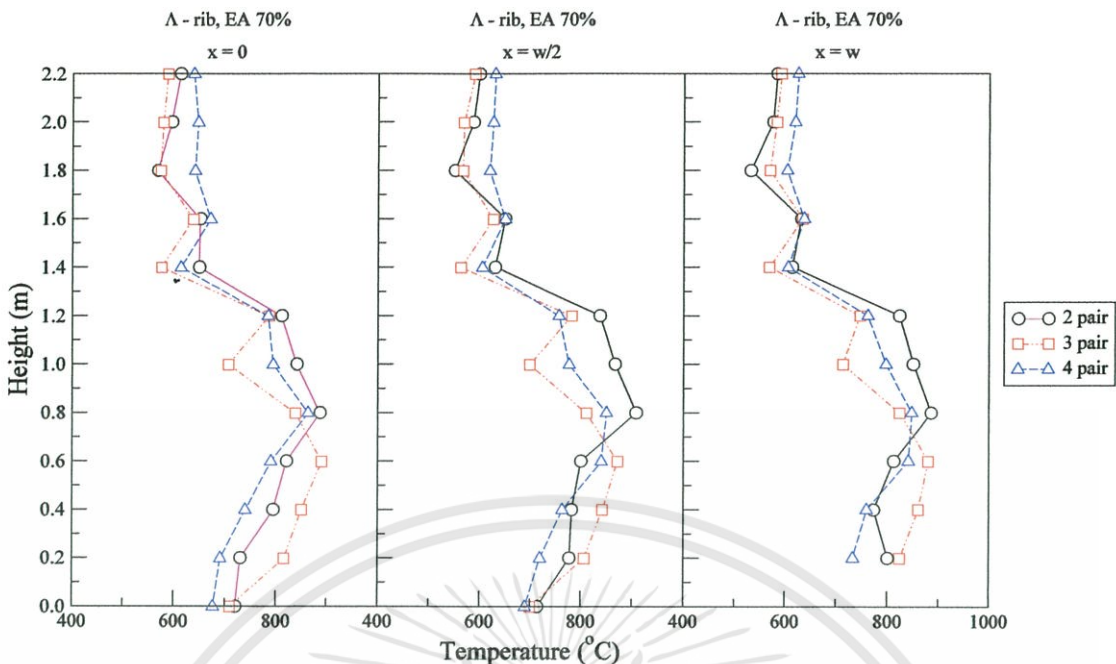 Λ - rib, EA 70%
x = 0
Λ - rib, EA 70%
x = w/2
Λ - rib, EA 70%
x = w
2.2
2.0
1.8
1.6
1.4
1.2
1.0
0.8
0.6
0.4
0.2
0.0
Height (m)
400
600
800
400
600
800
400
600
800
1000
Temperature (°C)
2 pair
3 pair
4 pair